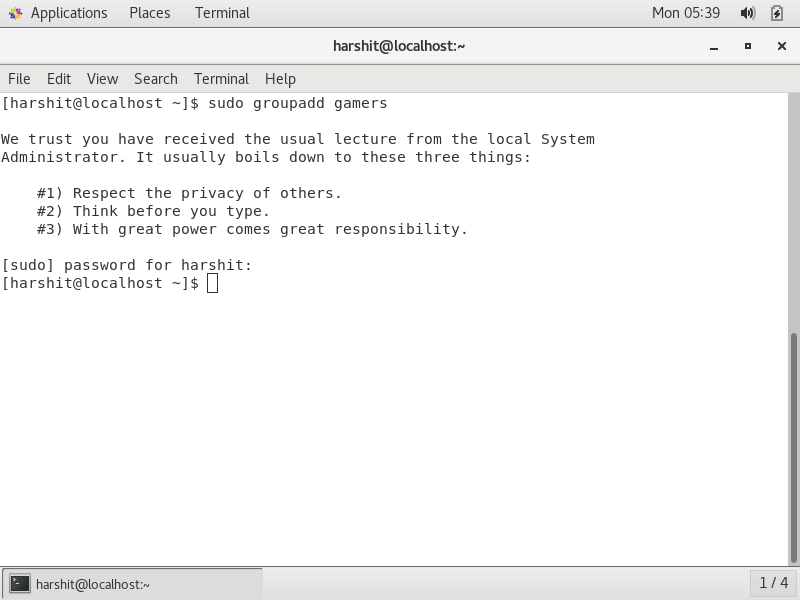 Applications Places Terminal Mon 05:39
harshit@localhost:~
File Edit View Search Terminal Help
[harshit@localhost ~]$ sudo groupadd gamers
We trust you have received the usual lecture from the local System
Administrator. It usually boils down to these three things:
#1) Respect the privacy of others.
#2) Think before you type.
#3) With great power comes great responsibility.
[sudo] password for harshit:
[harshit@localhost ~]$
harshit@localhost:~ 1 / 4